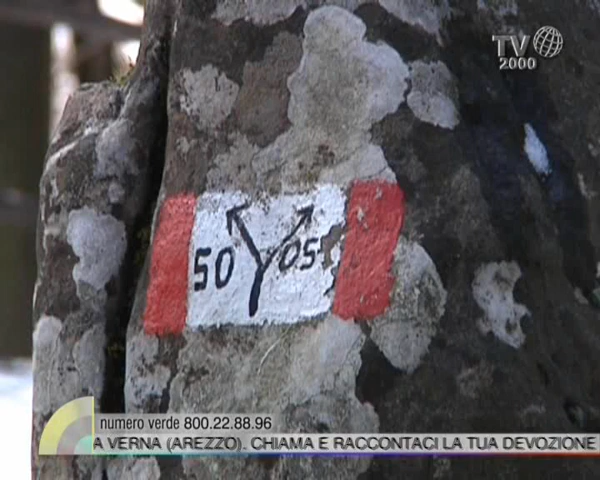 TV
2000
50 05
numero verde 800.22.88.96
A VERNA (AREZZO). CHIAMA E RACCONTACI LA TUA DEVOZIONE